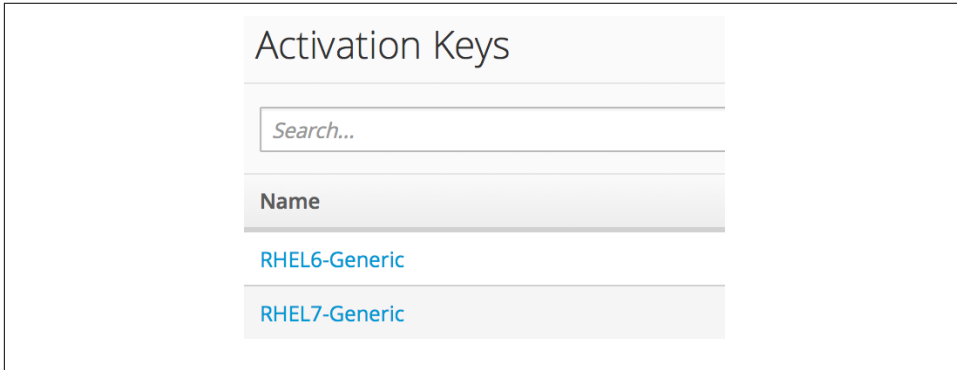 Activation Keys
Search...
Name
RHEL6-Generic
RHEL7-Generic